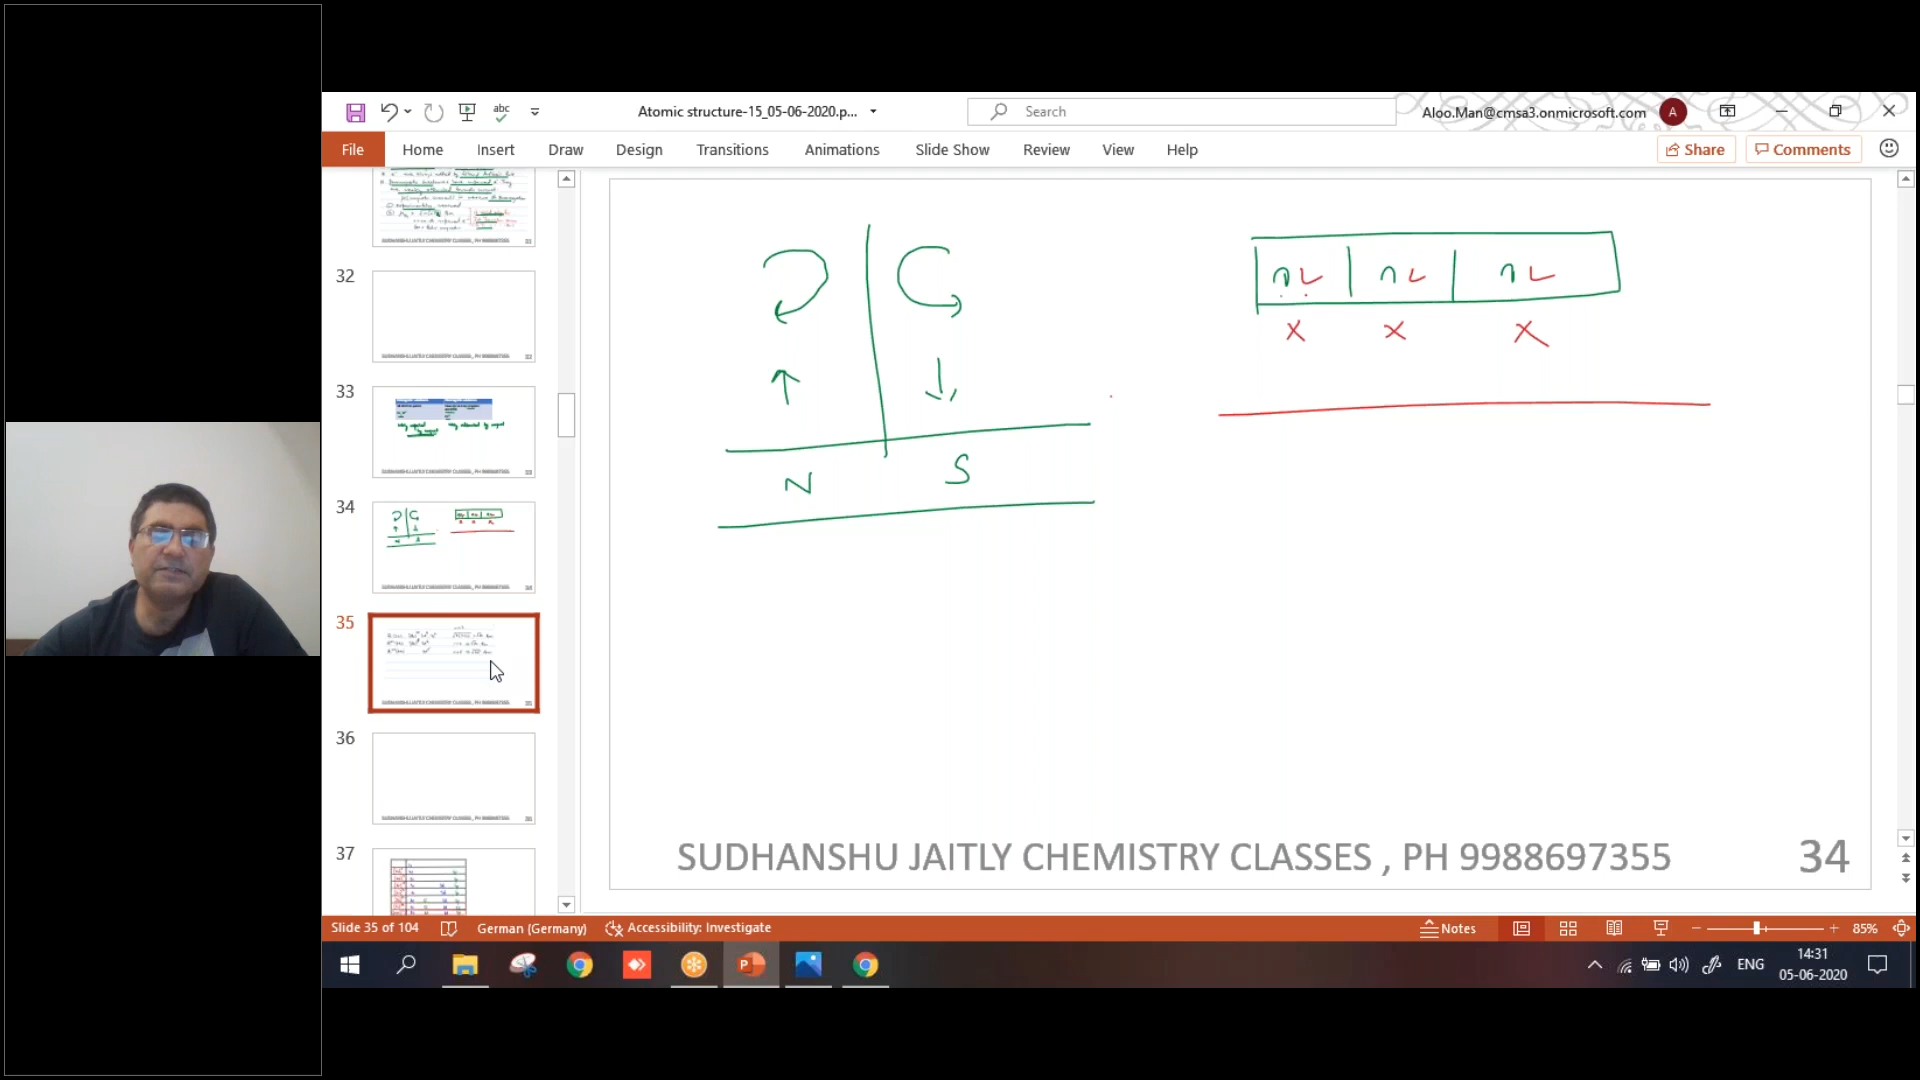 Atomic structure-15_05-06-2020.p...
Search
Aloo.Man@cmsa3.onmicrosoft.com
A
abc
File Home Insert Draw Design Transitions Animations Slide Show Review View Help
Share
Comments
32
33
34
35
36
37
N S
SUDHANSHU JAITLY CHEMISTRY CLASSES , PH 9988697355
34
Slide 35 of 104
German (Germany)
Accessibility: Investigate
Notes
85%
ENG
14:31
05-06-2020